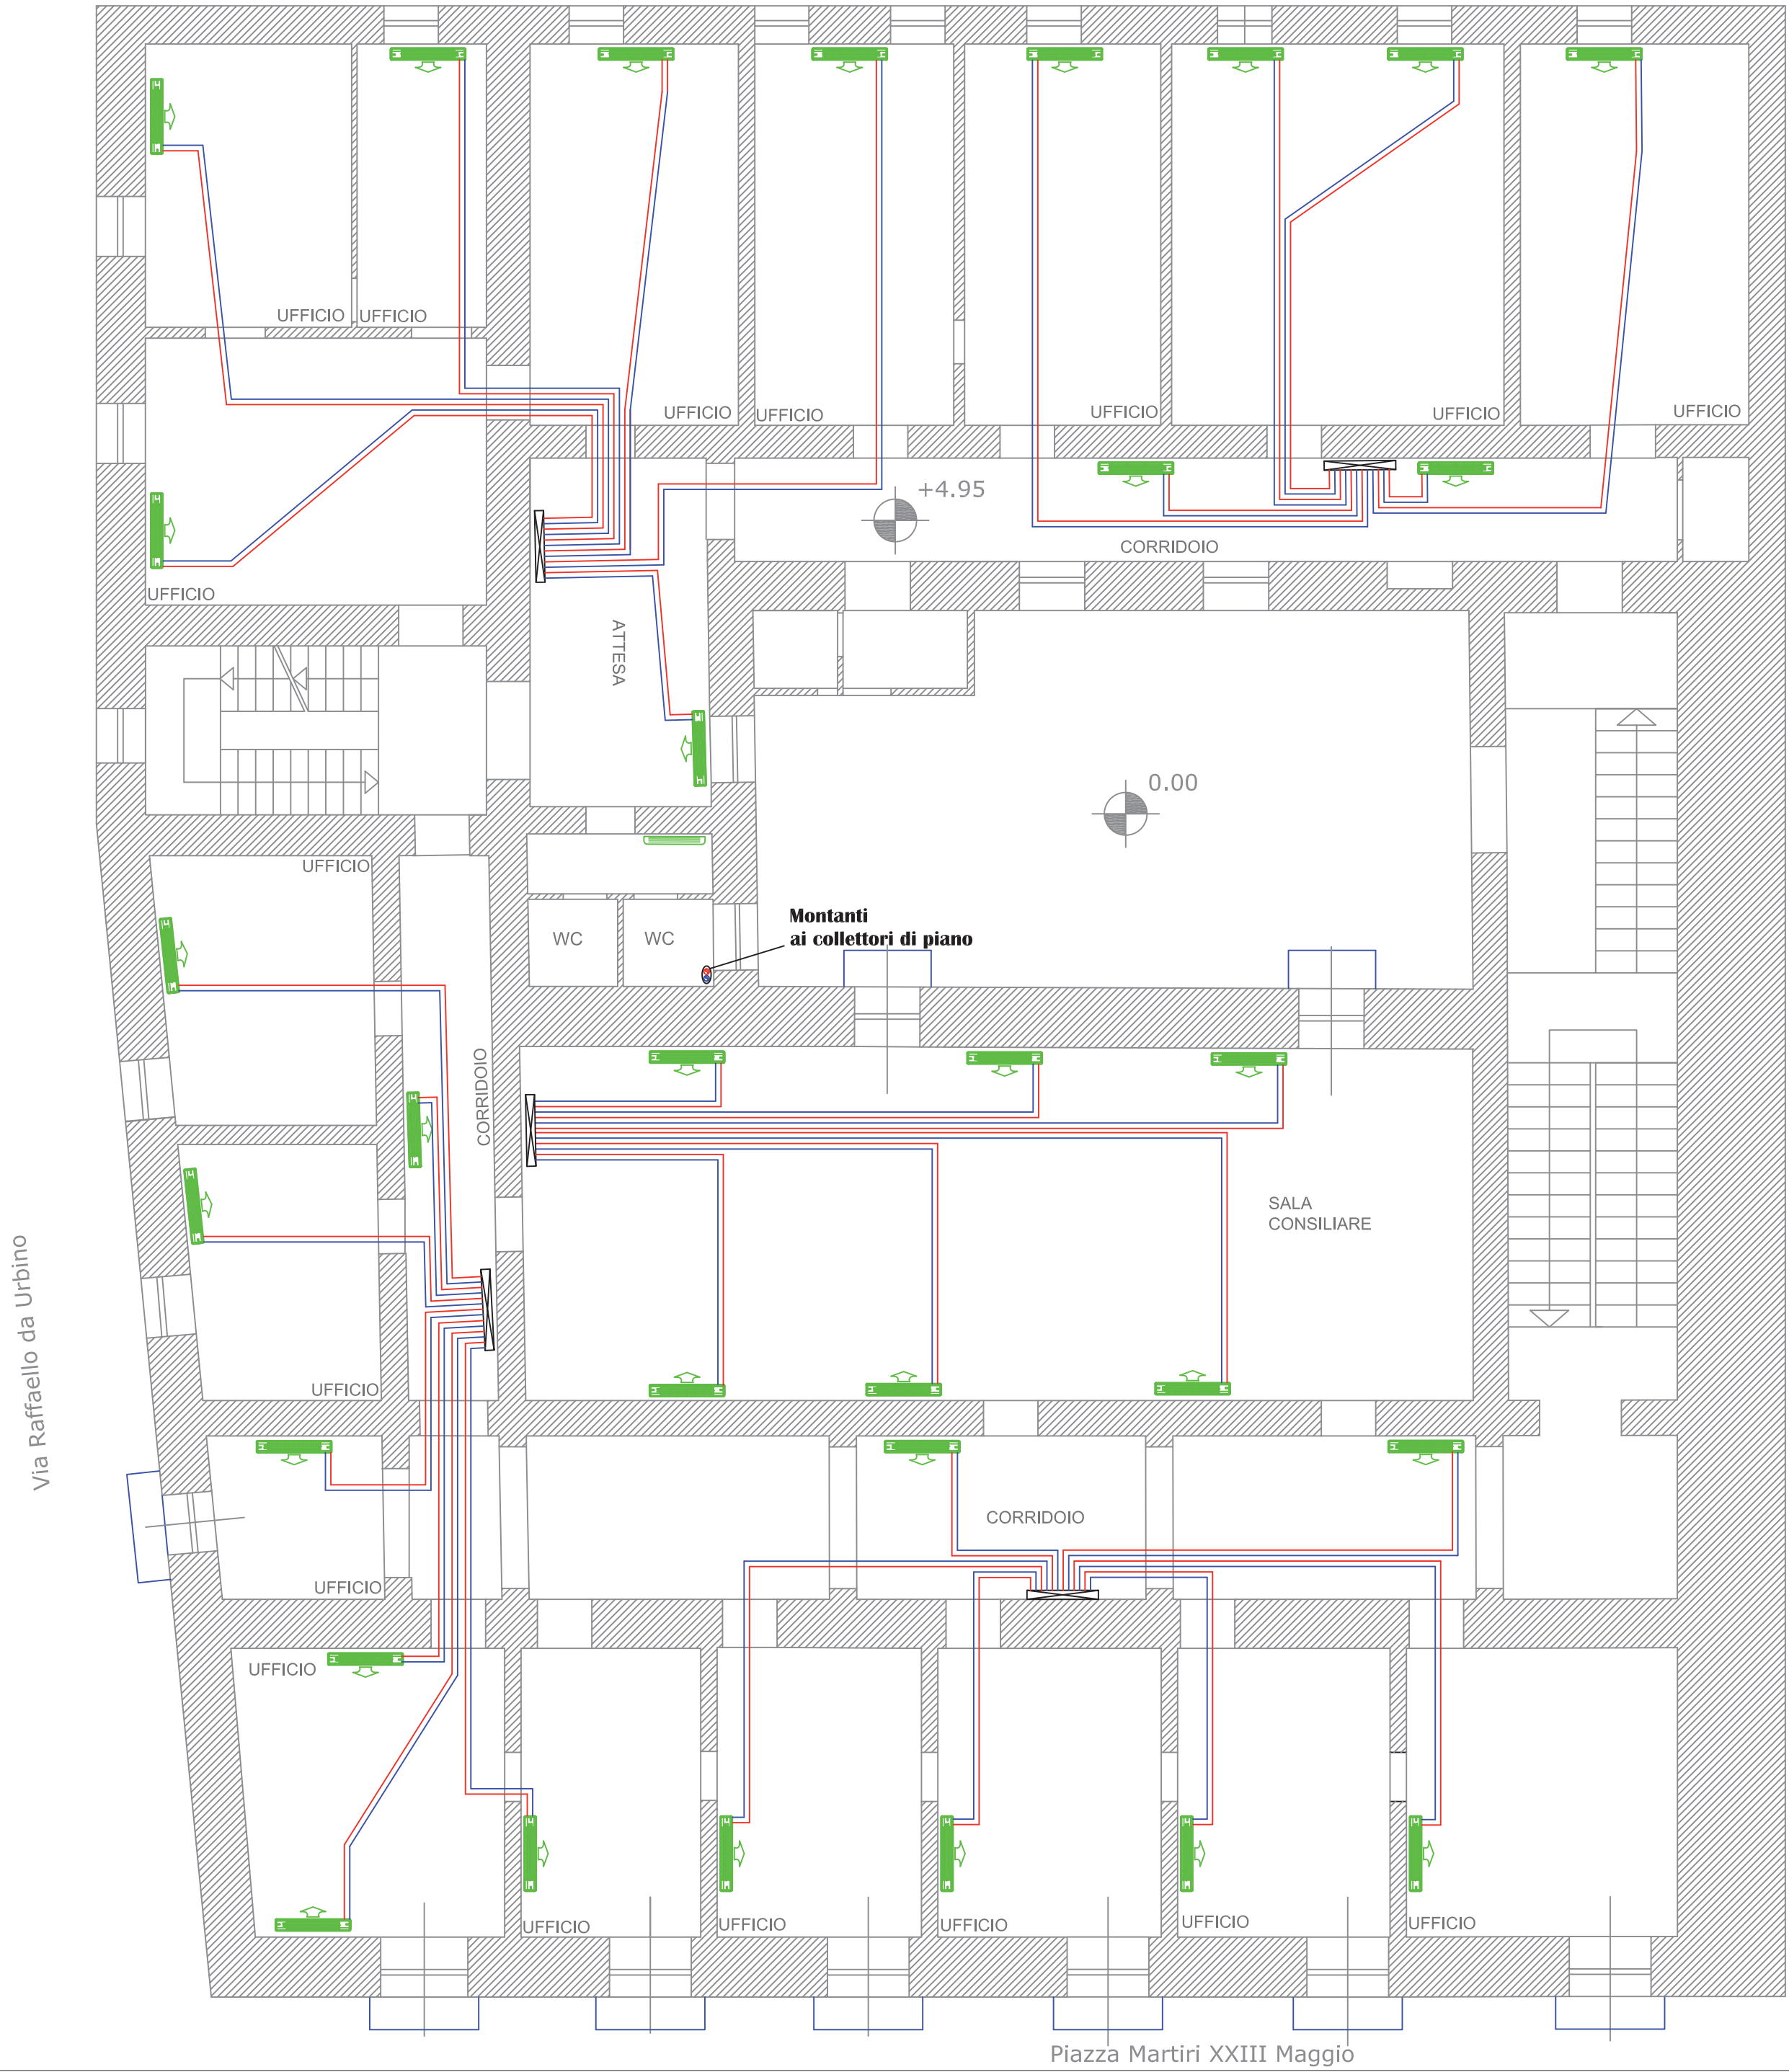 UFFICIO
UFFICIO
UFFICIO
UFFICIO
UFFICIO
UFFICIO
UFFICIO
+4.95
CORRIDOIO
UFFICIO
ATTESA
0.00
UFFICIO
Montanti
ai collettori di piano
WC
WC
CORRIDOIO
SALA
CONSILIARE
Via Raffaello da Urbino
UFFICIO
CORRIDOIO
UFFICIO
UFFICIO
UFFICIO
UFFICIO
UFFICIO
UFFICIO
UFFICIO
Piazza Martiri XXIII Maggio